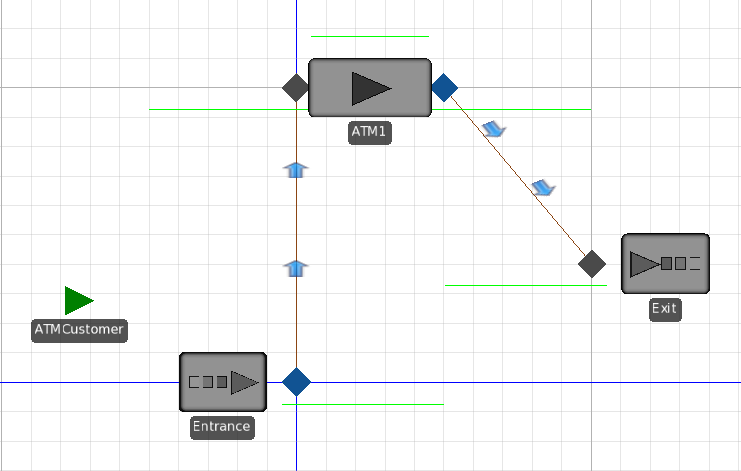 ATM1
Exit
ATMCustomer
Entrance